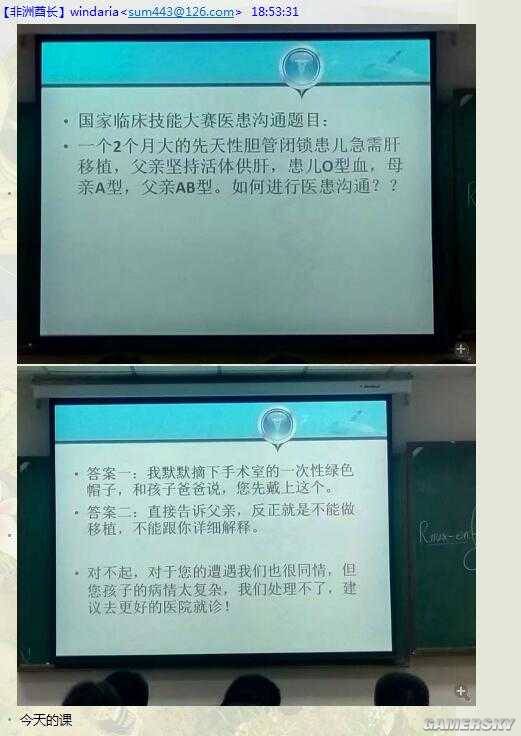 【非洲酋长】windaria<sum443@126.com> 18:53:31
• 国家临床技能大赛医患沟通题目：
• 一个2个月大的先天性胆管闭锁患儿急需肝
移植，父亲坚持活体供肝，患儿O型血，母
亲A型，父亲AB型。如何进行医患沟通？？
• 答案一：我默默摘下手术室的一次性绿色
帽子，和孩子爸爸说，您先戴上这个。
• 答案二：直接告诉父亲，反正就是不能做
移植，不能跟你详细解释。
• 对不起，对于您的遭遇我们也很同情，但
您孩子的病情太复杂，我们处理不了，建
议去更好的医院就诊！
Roux-en
今天的课
GAMERSKY